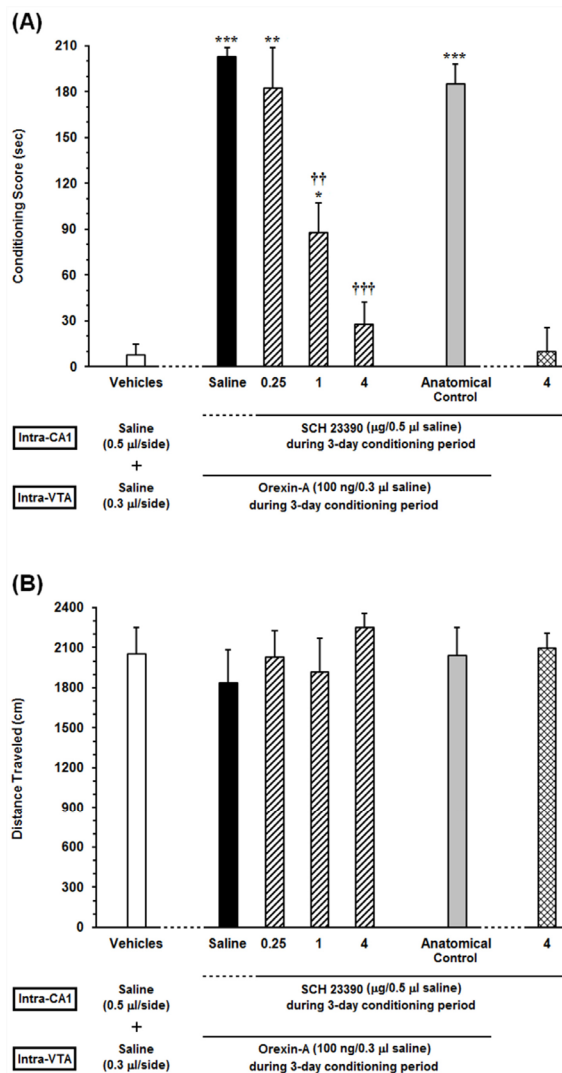 (A)
Conditioning Score (sec)
210
180
150
120
90
60
30
0
***
**
††
*
†††
***
Vehicles
Saline
0.25
1
4
Anatomical
Control
4
Intra-CA1
Saline
(0.5 µl/side)
SCH 23390 (µg/0.5 µl saline)
during 3-day conditioning period
+
Intra-VTA
Saline
(0.3 µl/side)
Orexin-A (100 ng/0.3 µl saline)
during 3-day conditioning period
(B)
Distance Traveled (cm)
2400
2100
1800
1500
1200
900
600
300
0
Vehicles
Saline
0.25
1
4
Anatomical
Control
4
Intra-CA1
Saline
(0.5 µl/side)
SCH 23390 (µg/0.5 µl saline)
during 3-day conditioning period
+
Intra-VTA
Saline
(0.3 µl/side)
Orexin-A (100 ng/0.3 µl saline)
during 3-day conditioning period